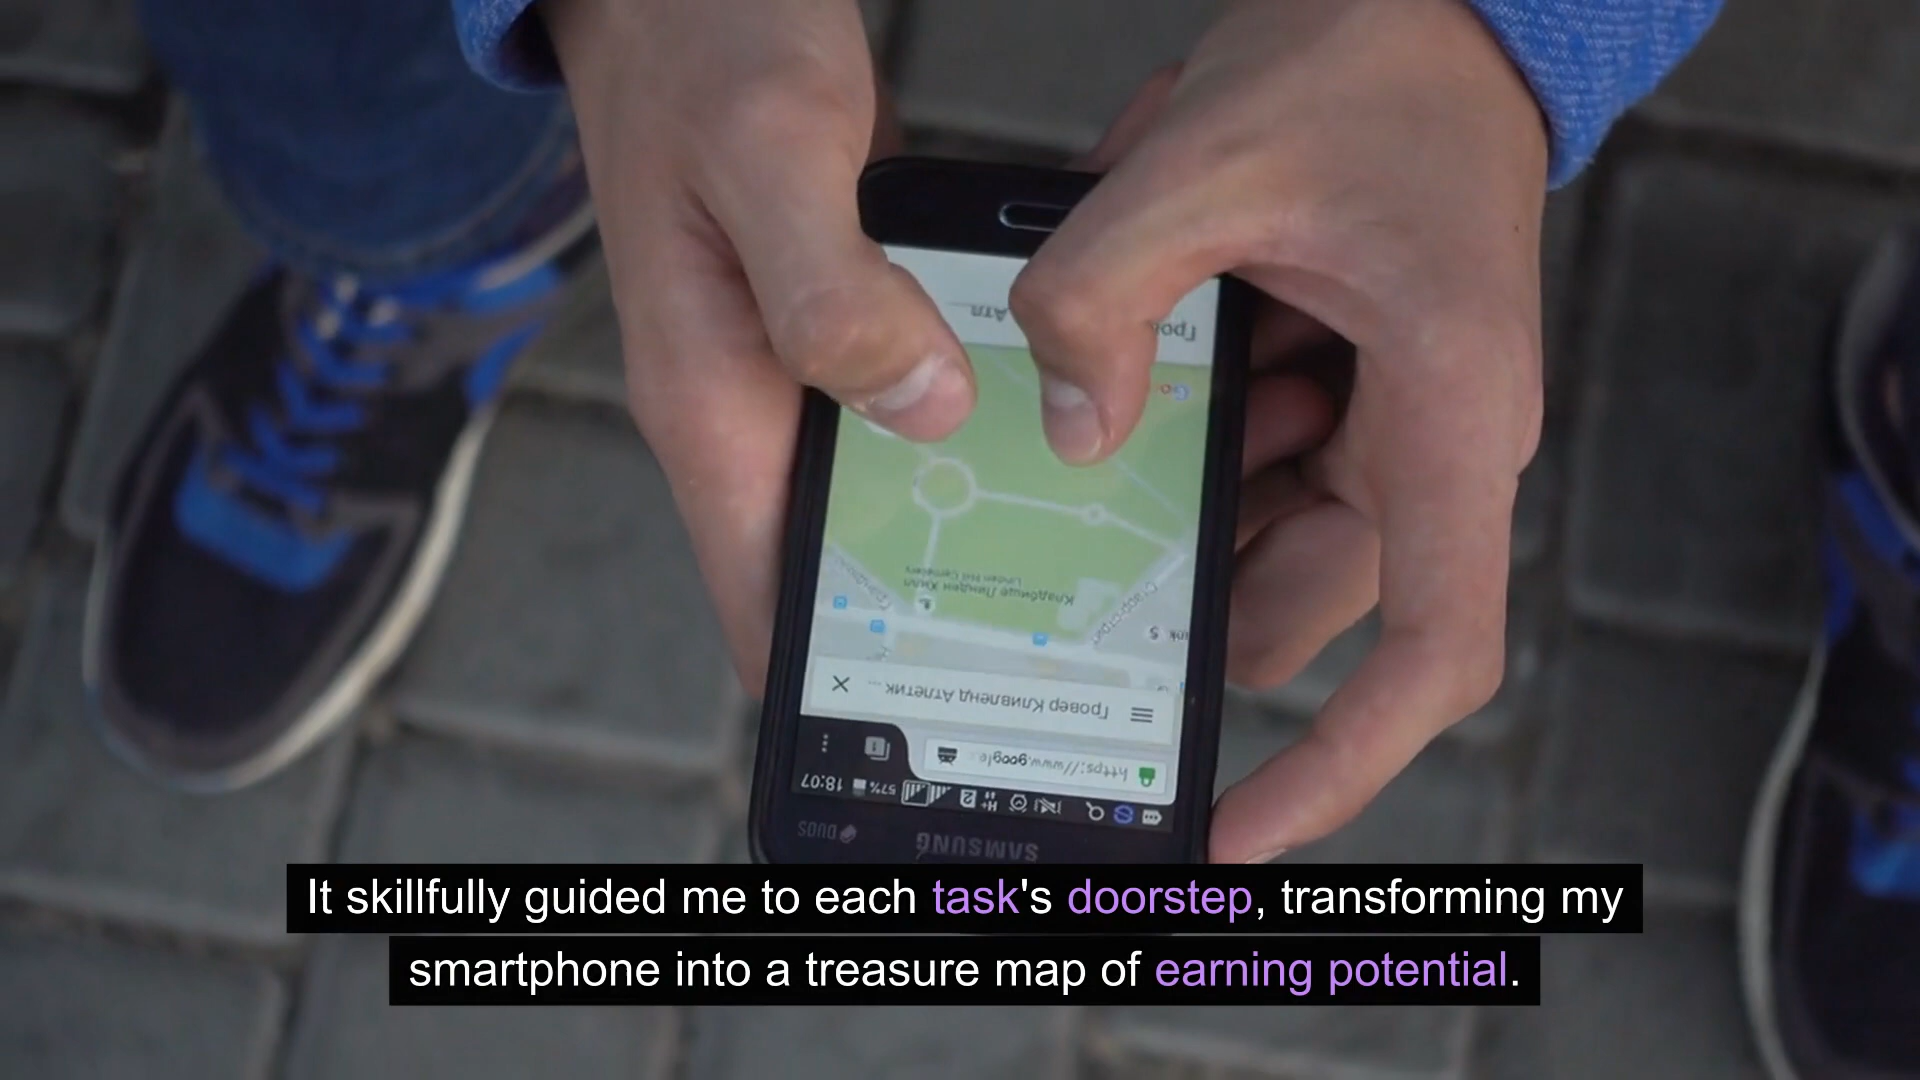 SAMSUNG
DUOS
57% 18:07
https://www.google
Гровер Кливленд Атлетик ...
Кладбище Линден Хилл
Linden Hill Cemetery
It skillfully guided me to each task's doorstep, transforming my
smartphone into a treasure map of earning potential.